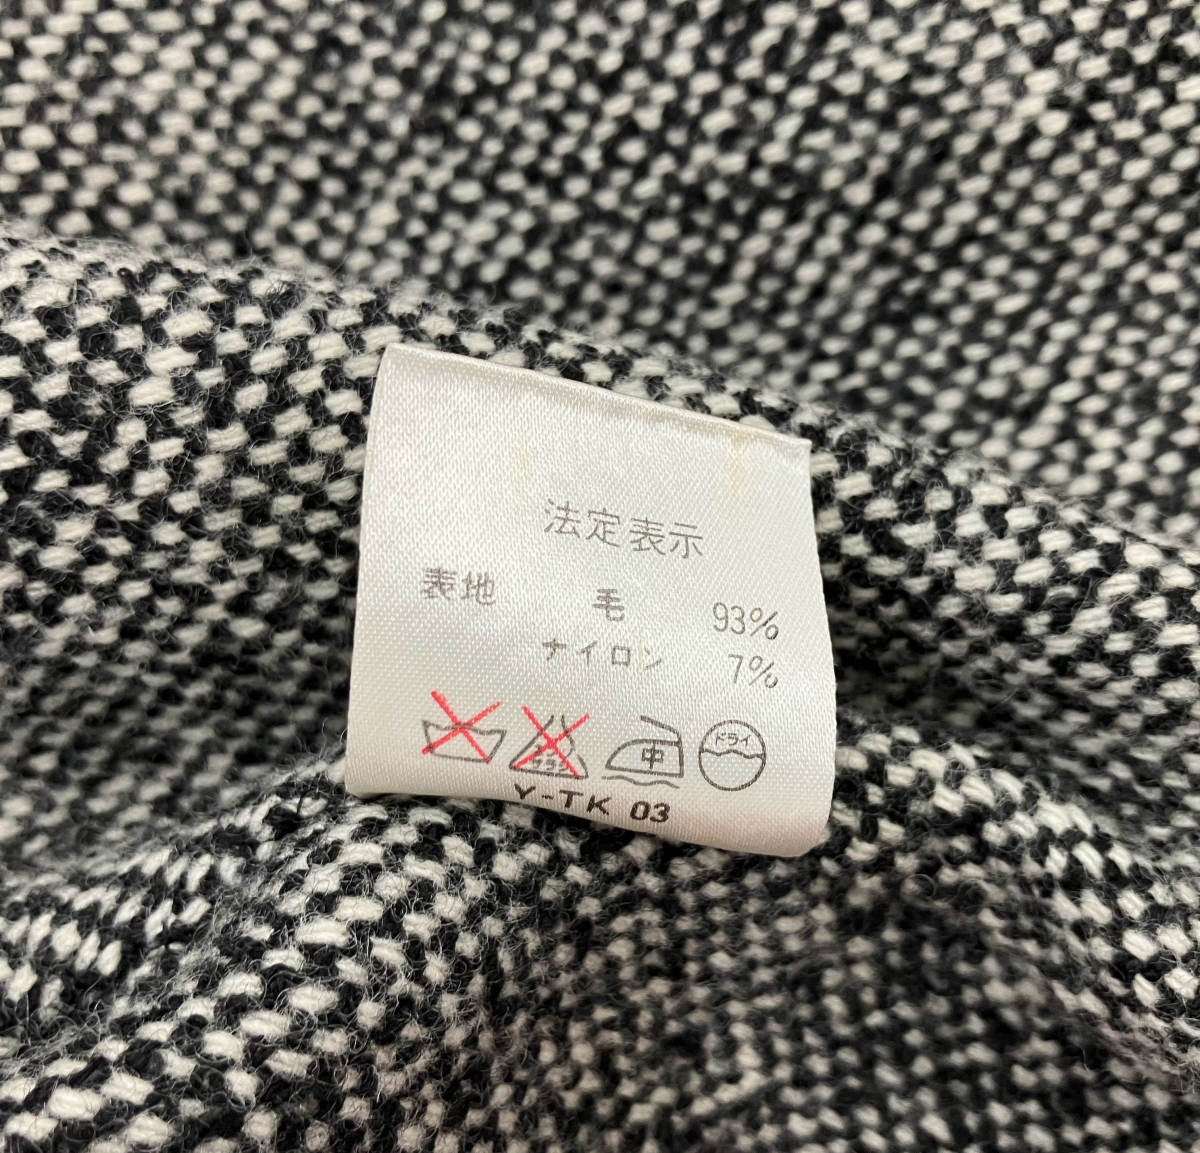 法定表示
表地 毛 93%
ナイロン 7%
中 ドライ
Y-TK 03